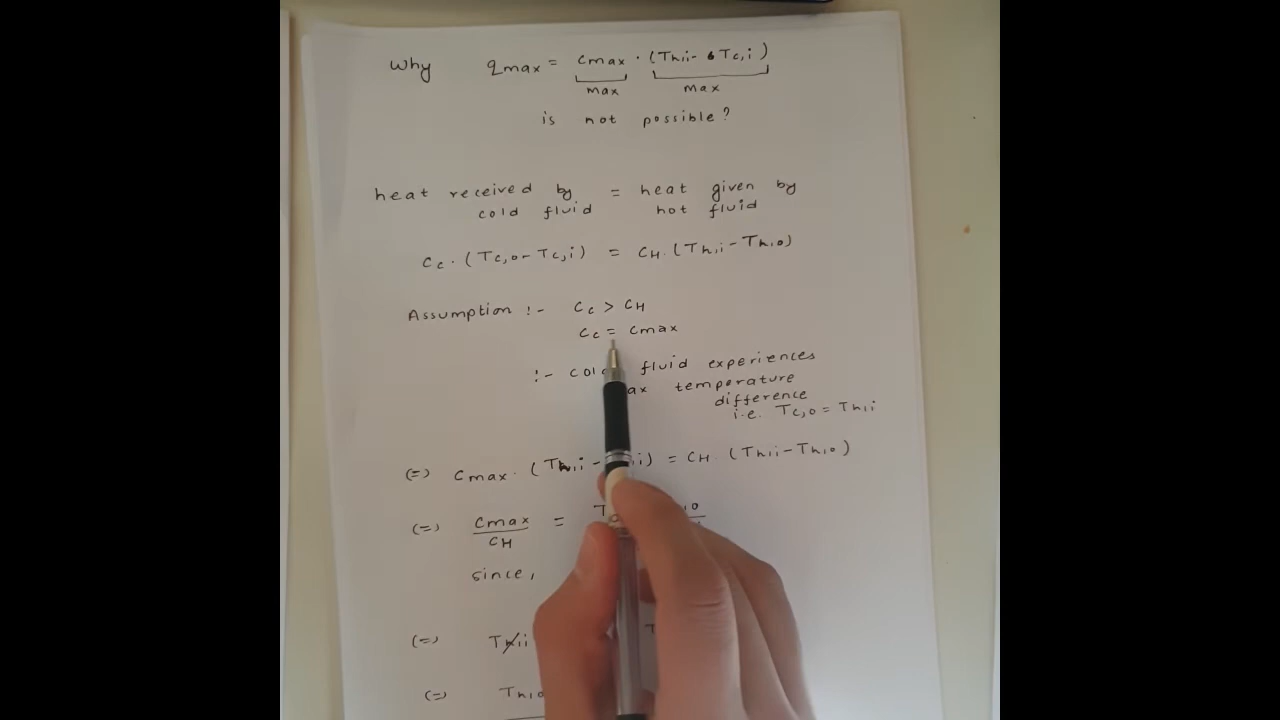 Why qmax = Cmax · (Th,i - Tc,i)
max max
is not possible?
heat received by = heat given by
cold fluid hot fluid
Cc · (Tc,o - Tc,i) = CH · (Th,i - Th,o)
Assumption :- Cc > CH
Cc = Cmax
:- fluid experiences
temperature
difference
i.e. Tc,o = Th,i
(=) Cmax · (Th,i - ) = CH · (Th,i - Th,o)
(=) Cmax / CH =
since,
(=) Th,i
(=) Th,o